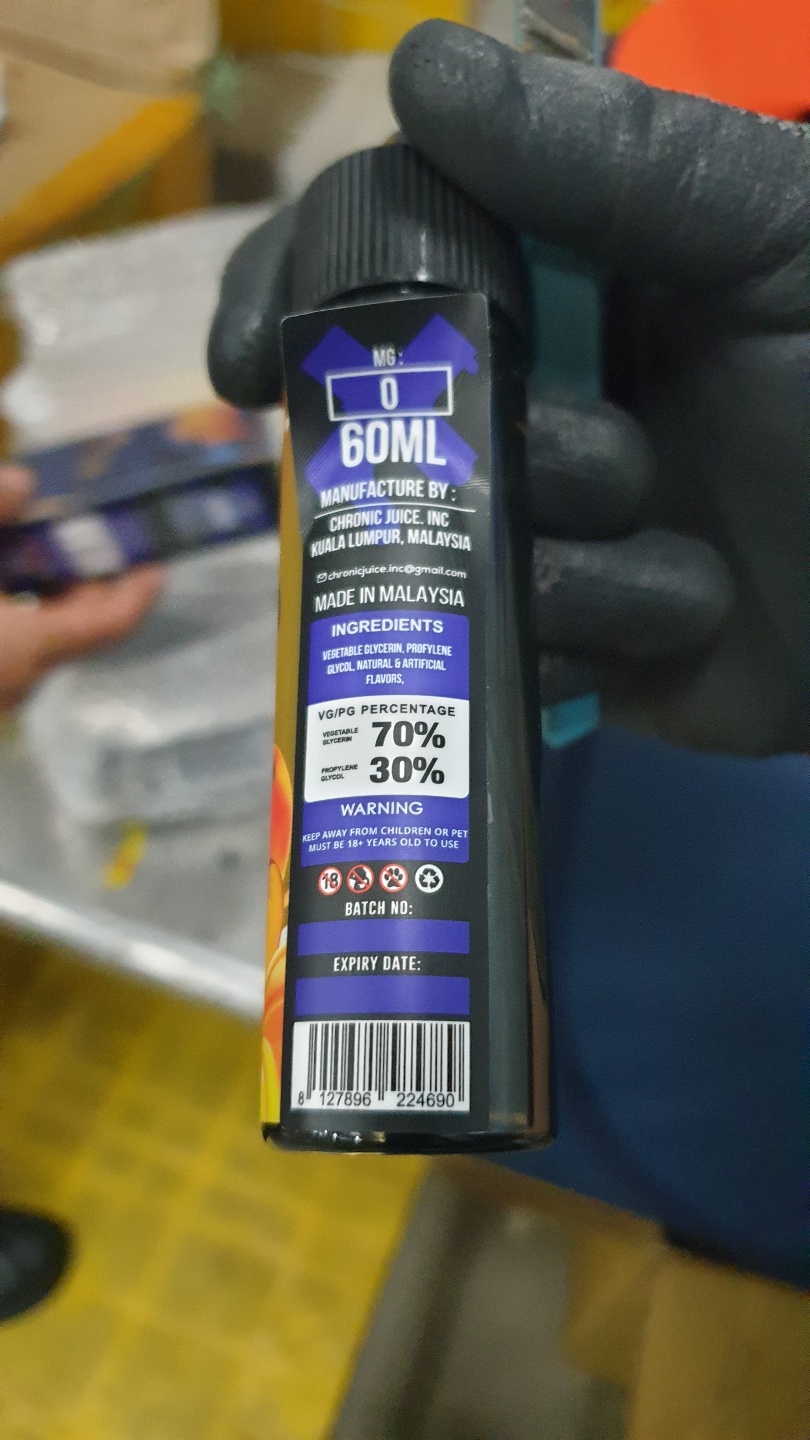 MG:
0
60ML
MANUFACTURE BY :
CHRONIC JUICE. INC
KUALA LUMPUR, MALAYSIA
chronicjuice.inc@gmail.com
MADE IN MALAYSIA
INGREDIENTS
VEGETABLE GLYCERIN, PROFYLENE
GLYCOL, NATURAL & ARTIFICIAL
FLAVORS,
VG/PG PERCENTAGE
VEGETABLE GLYCERIN 70%
PROPYLENE GLYCOL 30%
WARNING
KEEP AWAY FROM CHILDREN OR PET
MUST BE 18+ YEARS OLD TO USE
18
BATCH NO:
EXPIRY DATE:
8 127896 224690